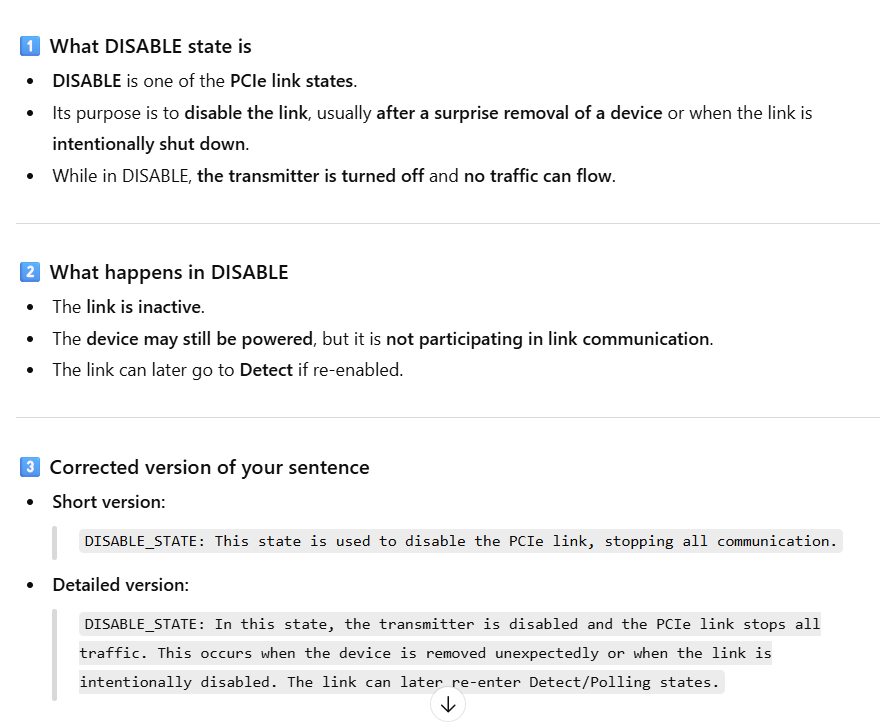 1 What DISABLE state is
• DISABLE is one of the PCIe link states.
• Its purpose is to disable the link, usually after a surprise removal of a device or when the link is
intentionally shut down.
• While in DISABLE, the transmitter is turned off and no traffic can flow.
2 What happens in DISABLE
• The link is inactive.
• The device may still be powered, but it is not participating in link communication.
• The link can later go to Detect if re-enabled.
3 Corrected version of your sentence
• Short version:
DISABLE_STATE: This state is used to disable the PCIe link, stopping all communication.
• Detailed version:
DISABLE_STATE: In this state, the transmitter is disabled and the PCIe link stops all
traffic. This occurs when the device is removed unexpectedly or when the link is
intentionally disabled. The link can later re-enter Detect/Polling states.